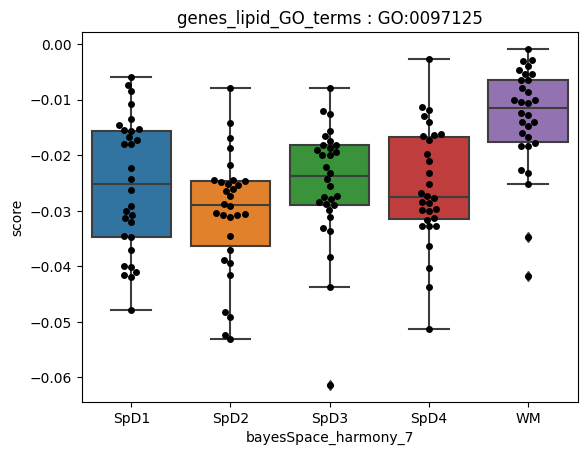 genes_lipid_GO_terms : GO:0097125
0.00
−0.01
−0.02
−0.03
−0.04
−0.05
−0.06
score
SpD1 SpD2 SpD3 SpD4 WM
bayesSpace_harmony_7